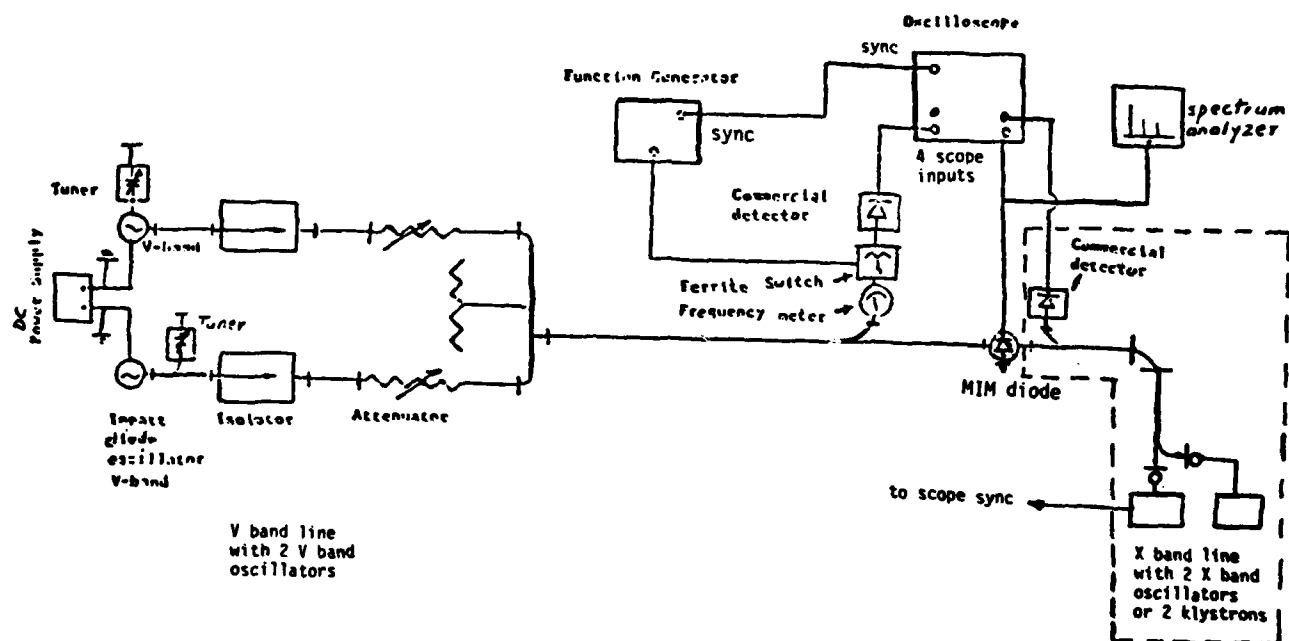 Oscilloscope
sync
Function Generator
sync
spectrum
analyzer
4 scope
inputs
Tuner
Commercial
detector
V-band
Commercial
detector
DC
Power Supply
Ferrite Switch
Frequency meter
Tuner
MIM diode
Impatt
diode
oscillator
V-band
Isolator
Attenuator
to scope sync
V band line
with 2 V band
oscillators
X band line
with 2 X band
oscillators
or 2 klystrons